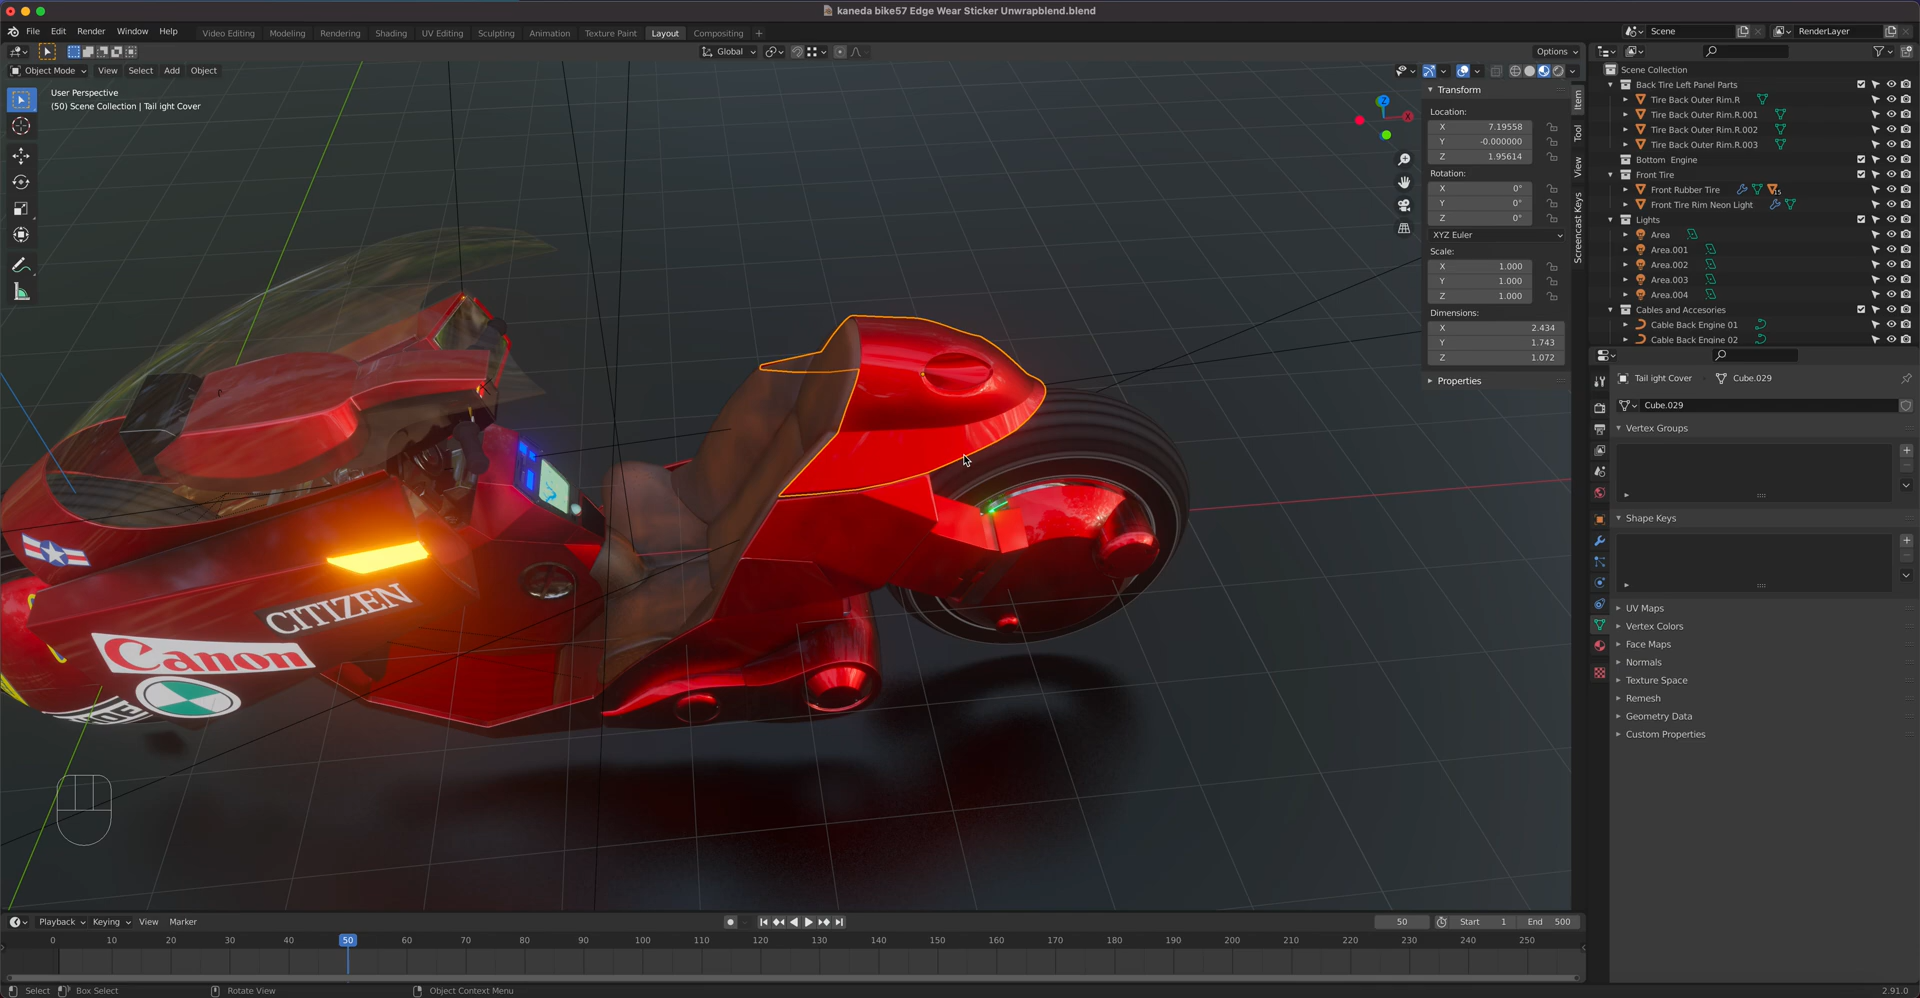 kaneda bike57 Edge Wear Sticker Unwrapblend.blend
File Edit Render Window Help
Video Editing Modeling Rendering Shading UV Editing Sculpting Animation Texture Paint Layout Compositing +
Scene RenderLayer
Global Options
Object Mode View Select Add Object
User Perspective
(50) Scene Collection | Tail ight Cover
Z
X
CITIZEN
Canon
Transform
Location:
X 7.19558
Y -0.000000
Z 1.95614
Rotation:
X 0°
Y 0°
Z 0°
XYZ Euler
Scale:
X 1.000
Y 1.000
Z 1.000
Dimensions:
X 2.434
Y 1.743
Z 1.072
Properties
Item
Tool
View
Screencast Keys
Scene Collection
Back Tire Left Panel Parts
Tire Back Outer Rim.R
Tire Back Outer Rim.R.001
Tire Back Outer Rim.R.002
Tire Back Outer Rim.R.003
Bottom Engine
Front Tire
Front Rubber Tire 15
Front Tire Rim Neon Light
Lights
Area
Area.001
Area.002
Area.003
Area.004
Cables and Accesories
Cable Back Engine 01
Cable Back Engine 02
Tail ight Cover Cube.029
Cube.029
Vertex Groups
Shape Keys
UV Maps
Vertex Colors
Face Maps
Normals
Texture Space
Remesh
Geometry Data
Custom Properties
Playback Keying View Marker
50 Start 1 End 500
0 10 20 30 40 50 60 70 80 90 100 110 120 130 140 150 160 170 180 190 200 210 220 230 240 250
Select Box Select Rotate View Object Context Menu
2.91.0